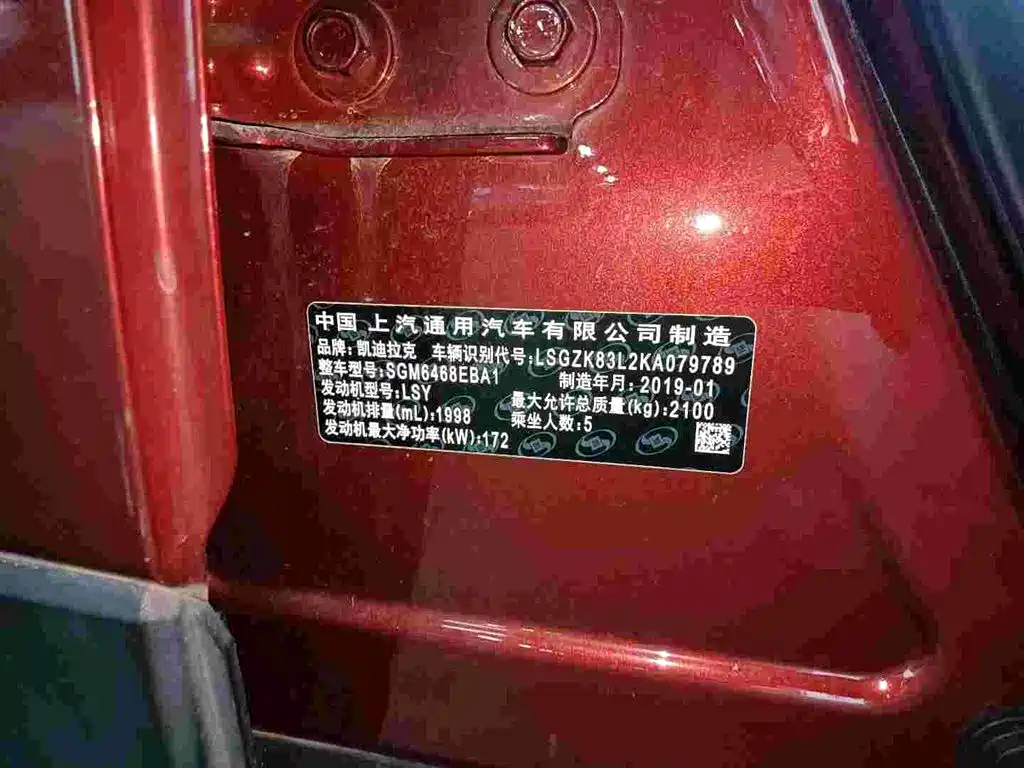 中国 上汽通用汽车有限公司制造
品牌:凯迪拉克 车辆识别代号:LSGZK83L2KA079789
整车型号:SGM6468EBA1 制造年月:2019-01
发动机型号:LSY 最大允许总质量(kg):2100
发动机排量(mL):1998 乘坐人数:5
发动机最大净功率(kW):172